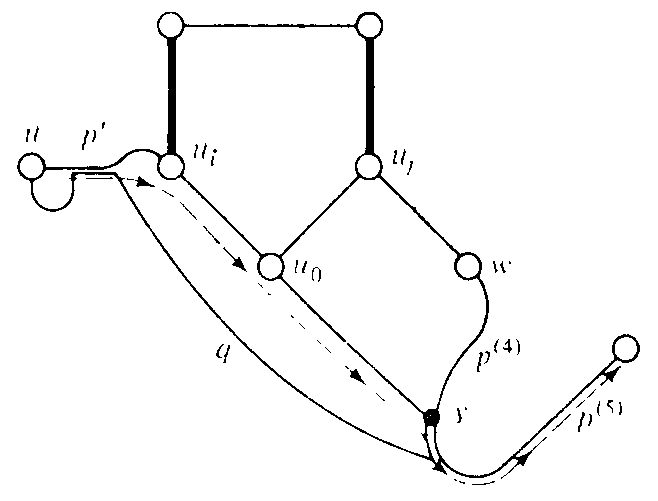 u
p'
u_i
u_j
u_0
w
q
p^{(4)}
y
p^{(5)}